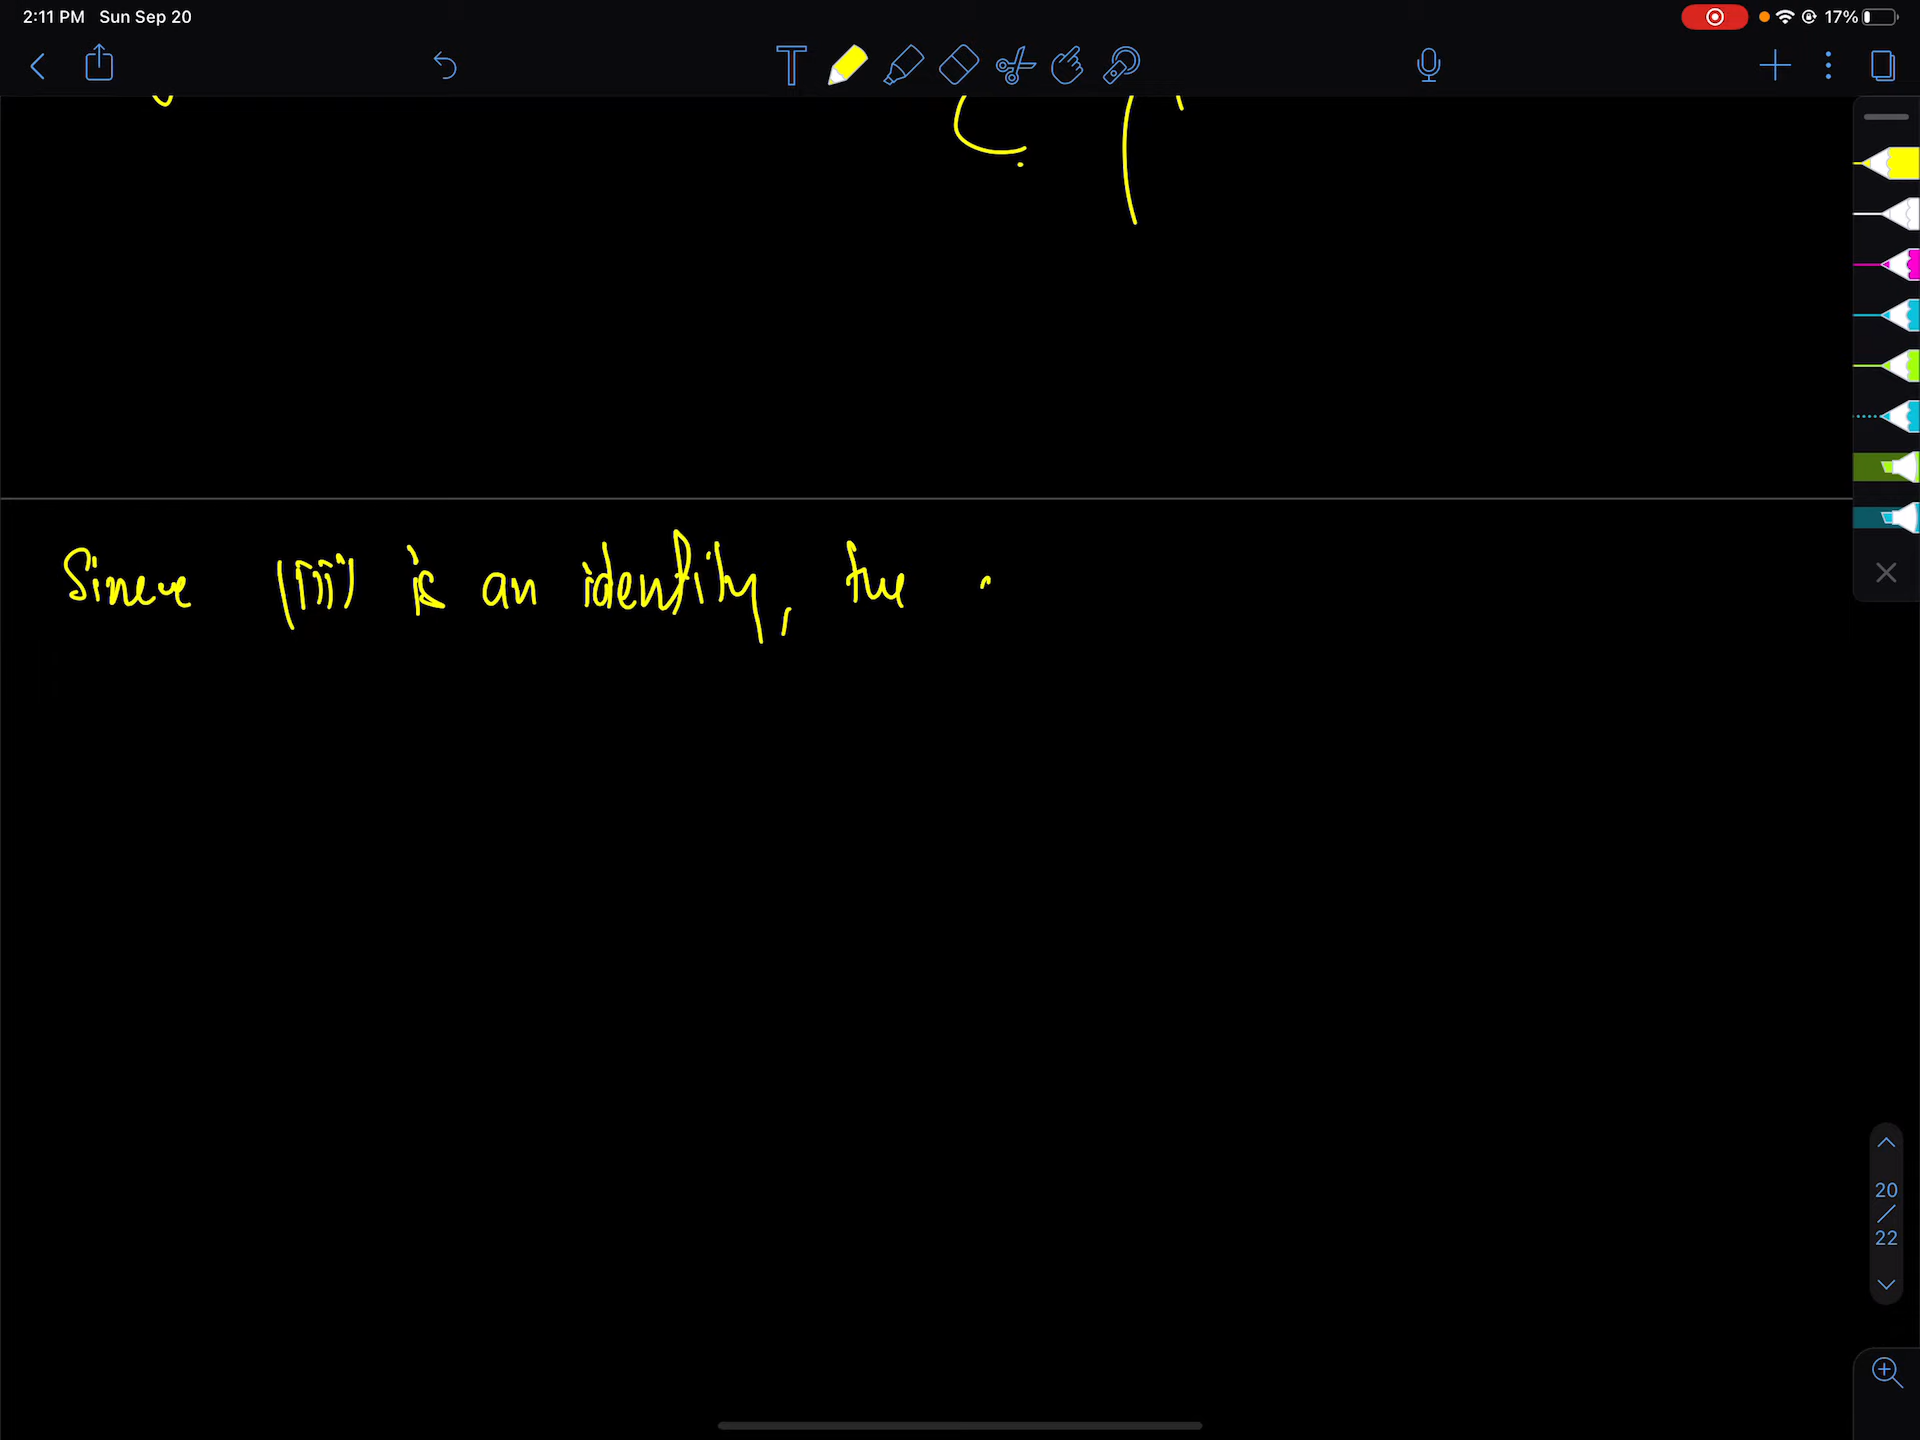 2:11 PM Sun Sep 20
17%
Since (iii) is an identity, the
20
/
22